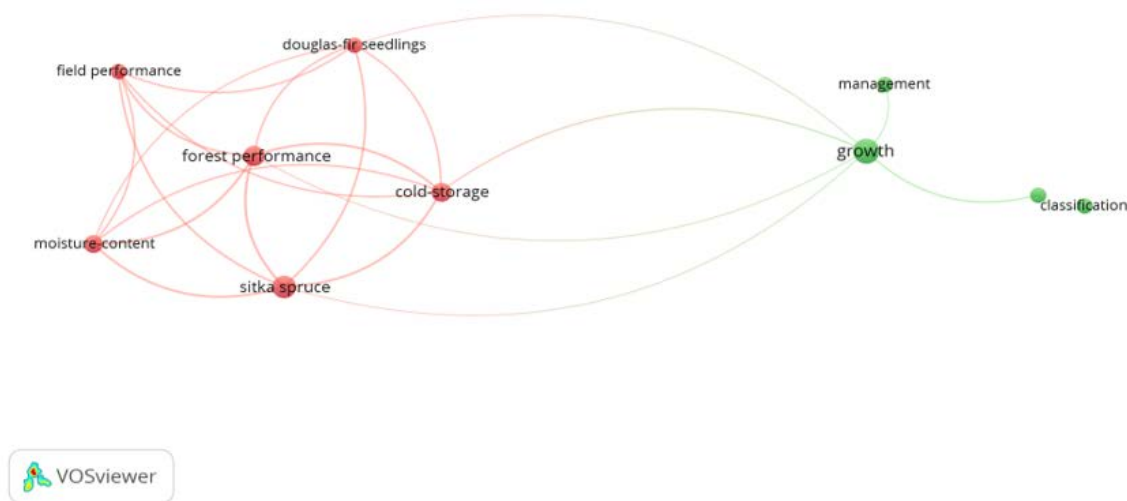 douglas-fir seedlings
field performance
management
forest performance
growth
cold-storage
classification
moisture-content
sitka spruce
VOSviewer